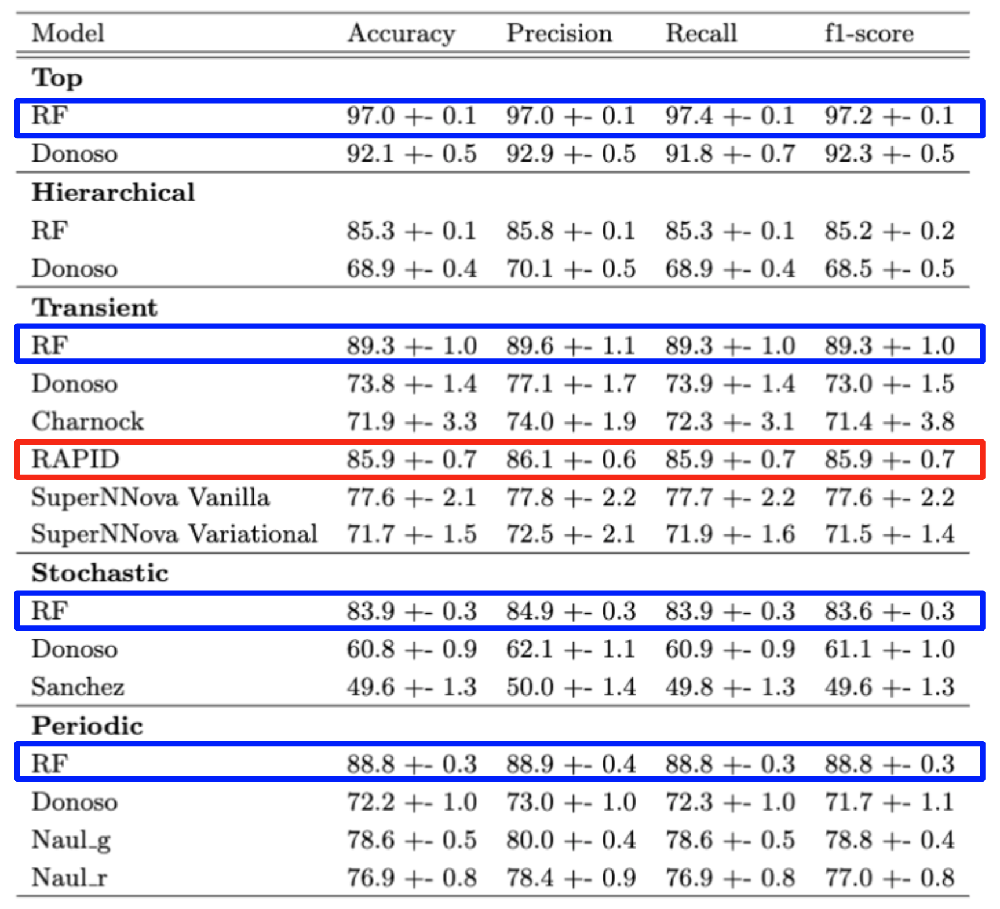 Model Accuracy Precision Recall f1-score
Top
RF 97.0 +- 0.1 97.0 +- 0.1 97.4 +- 0.1 97.2 +- 0.1
Donoso 92.1 +- 0.5 92.9 +- 0.5 91.8 +- 0.7 92.3 +- 0.5
Hierarchical
RF 85.3 +- 0.1 85.8 +- 0.1 85.3 +- 0.1 85.2 +- 0.2
Donoso 68.9 +- 0.4 70.1 +- 0.5 68.9 +- 0.4 68.5 +- 0.5
Transient
RF 89.3 +- 1.0 89.6 +- 1.1 89.3 +- 1.0 89.3 +- 1.0
Donoso 73.8 +- 1.4 77.1 +- 1.7 73.9 +- 1.4 73.0 +- 1.5
Charnock 71.9 +- 3.3 74.0 +- 1.9 72.3 +- 3.1 71.4 +- 3.8
RAPID 85.9 +- 0.7 86.1 +- 0.6 85.9 +- 0.7 85.9 +- 0.7
SuperNNova Vanilla 77.6 +- 2.1 77.8 +- 2.2 77.7 +- 2.2 77.6 +- 2.2
SuperNNova Variational 71.7 +- 1.5 72.5 +- 2.1 71.9 +- 1.6 71.5 +- 1.4
Stochastic
RF 83.9 +- 0.3 84.9 +- 0.3 83.9 +- 0.3 83.6 +- 0.3
Donoso 60.8 +- 0.9 62.1 +- 1.1 60.9 +- 0.9 61.1 +- 1.0
Sanchez 49.6 +- 1.3 50.0 +- 1.4 49.8 +- 1.3 49.6 +- 1.3
Periodic
RF 88.8 +- 0.3 88.9 +- 0.4 88.8 +- 0.3 88.8 +- 0.3
Donoso 72.2 +- 1.0 73.0 +- 1.0 72.3 +- 1.0 71.7 +- 1.1
Naul_g 78.6 +- 0.5 80.0 +- 0.4 78.6 +- 0.5 78.8 +- 0.4
Naul_r 76.9 +- 0.8 78.4 +- 0.9 76.9 +- 0.8 77.0 +- 0.8